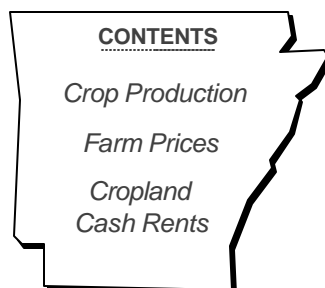 CONTENTS
Crop Production
Farm Prices
Cropland
Cash Rents